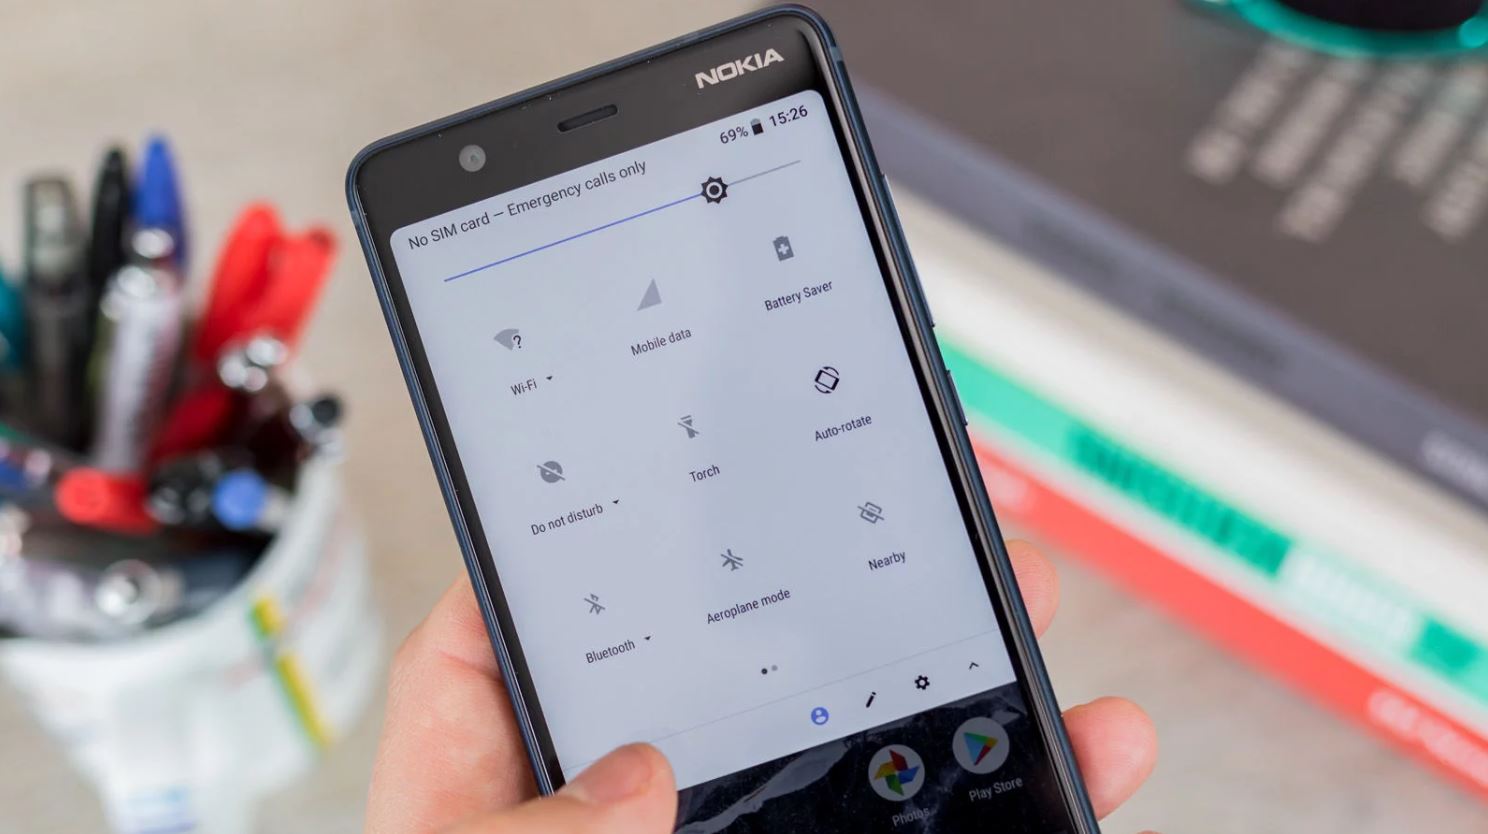 NOKIA
69% 15:26
No SIM card – Emergency calls only
Wi-Fi
Mobile data
Battery Saver
Do not disturb
Torch
Auto-rotate
Bluetooth
Aeroplane mode
Nearby
Photos
Play Store